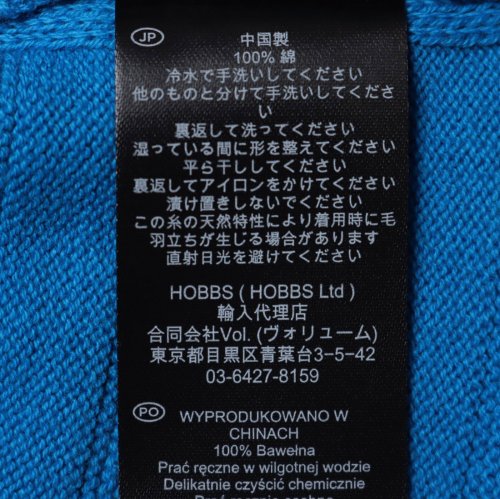 JP
中国製
100% 綿
冷水で手洗いしてください
他のものと分けて手洗いしてくださ
い
裏返して洗ってください
湿っている間に形を整えてください
平ら干ししてください
裏返してアイロンをかけてください
漬け置きしないでください
この糸の天然特性により着用時に毛
羽立ちが生じる場合があります
直射日光を避けてください
HOBBS ( HOBBS Ltd )
輸入代理店
合同会社Vol. (ヴォリューム)
東京都目黒区青葉台3-5-42
03-6427-8159
PO
WYPRODUKOWANO W
CHINACH
100% Bawełna
Prać ręczne w wilgotnej wodzie
Delikatnie czyścić chemicznie